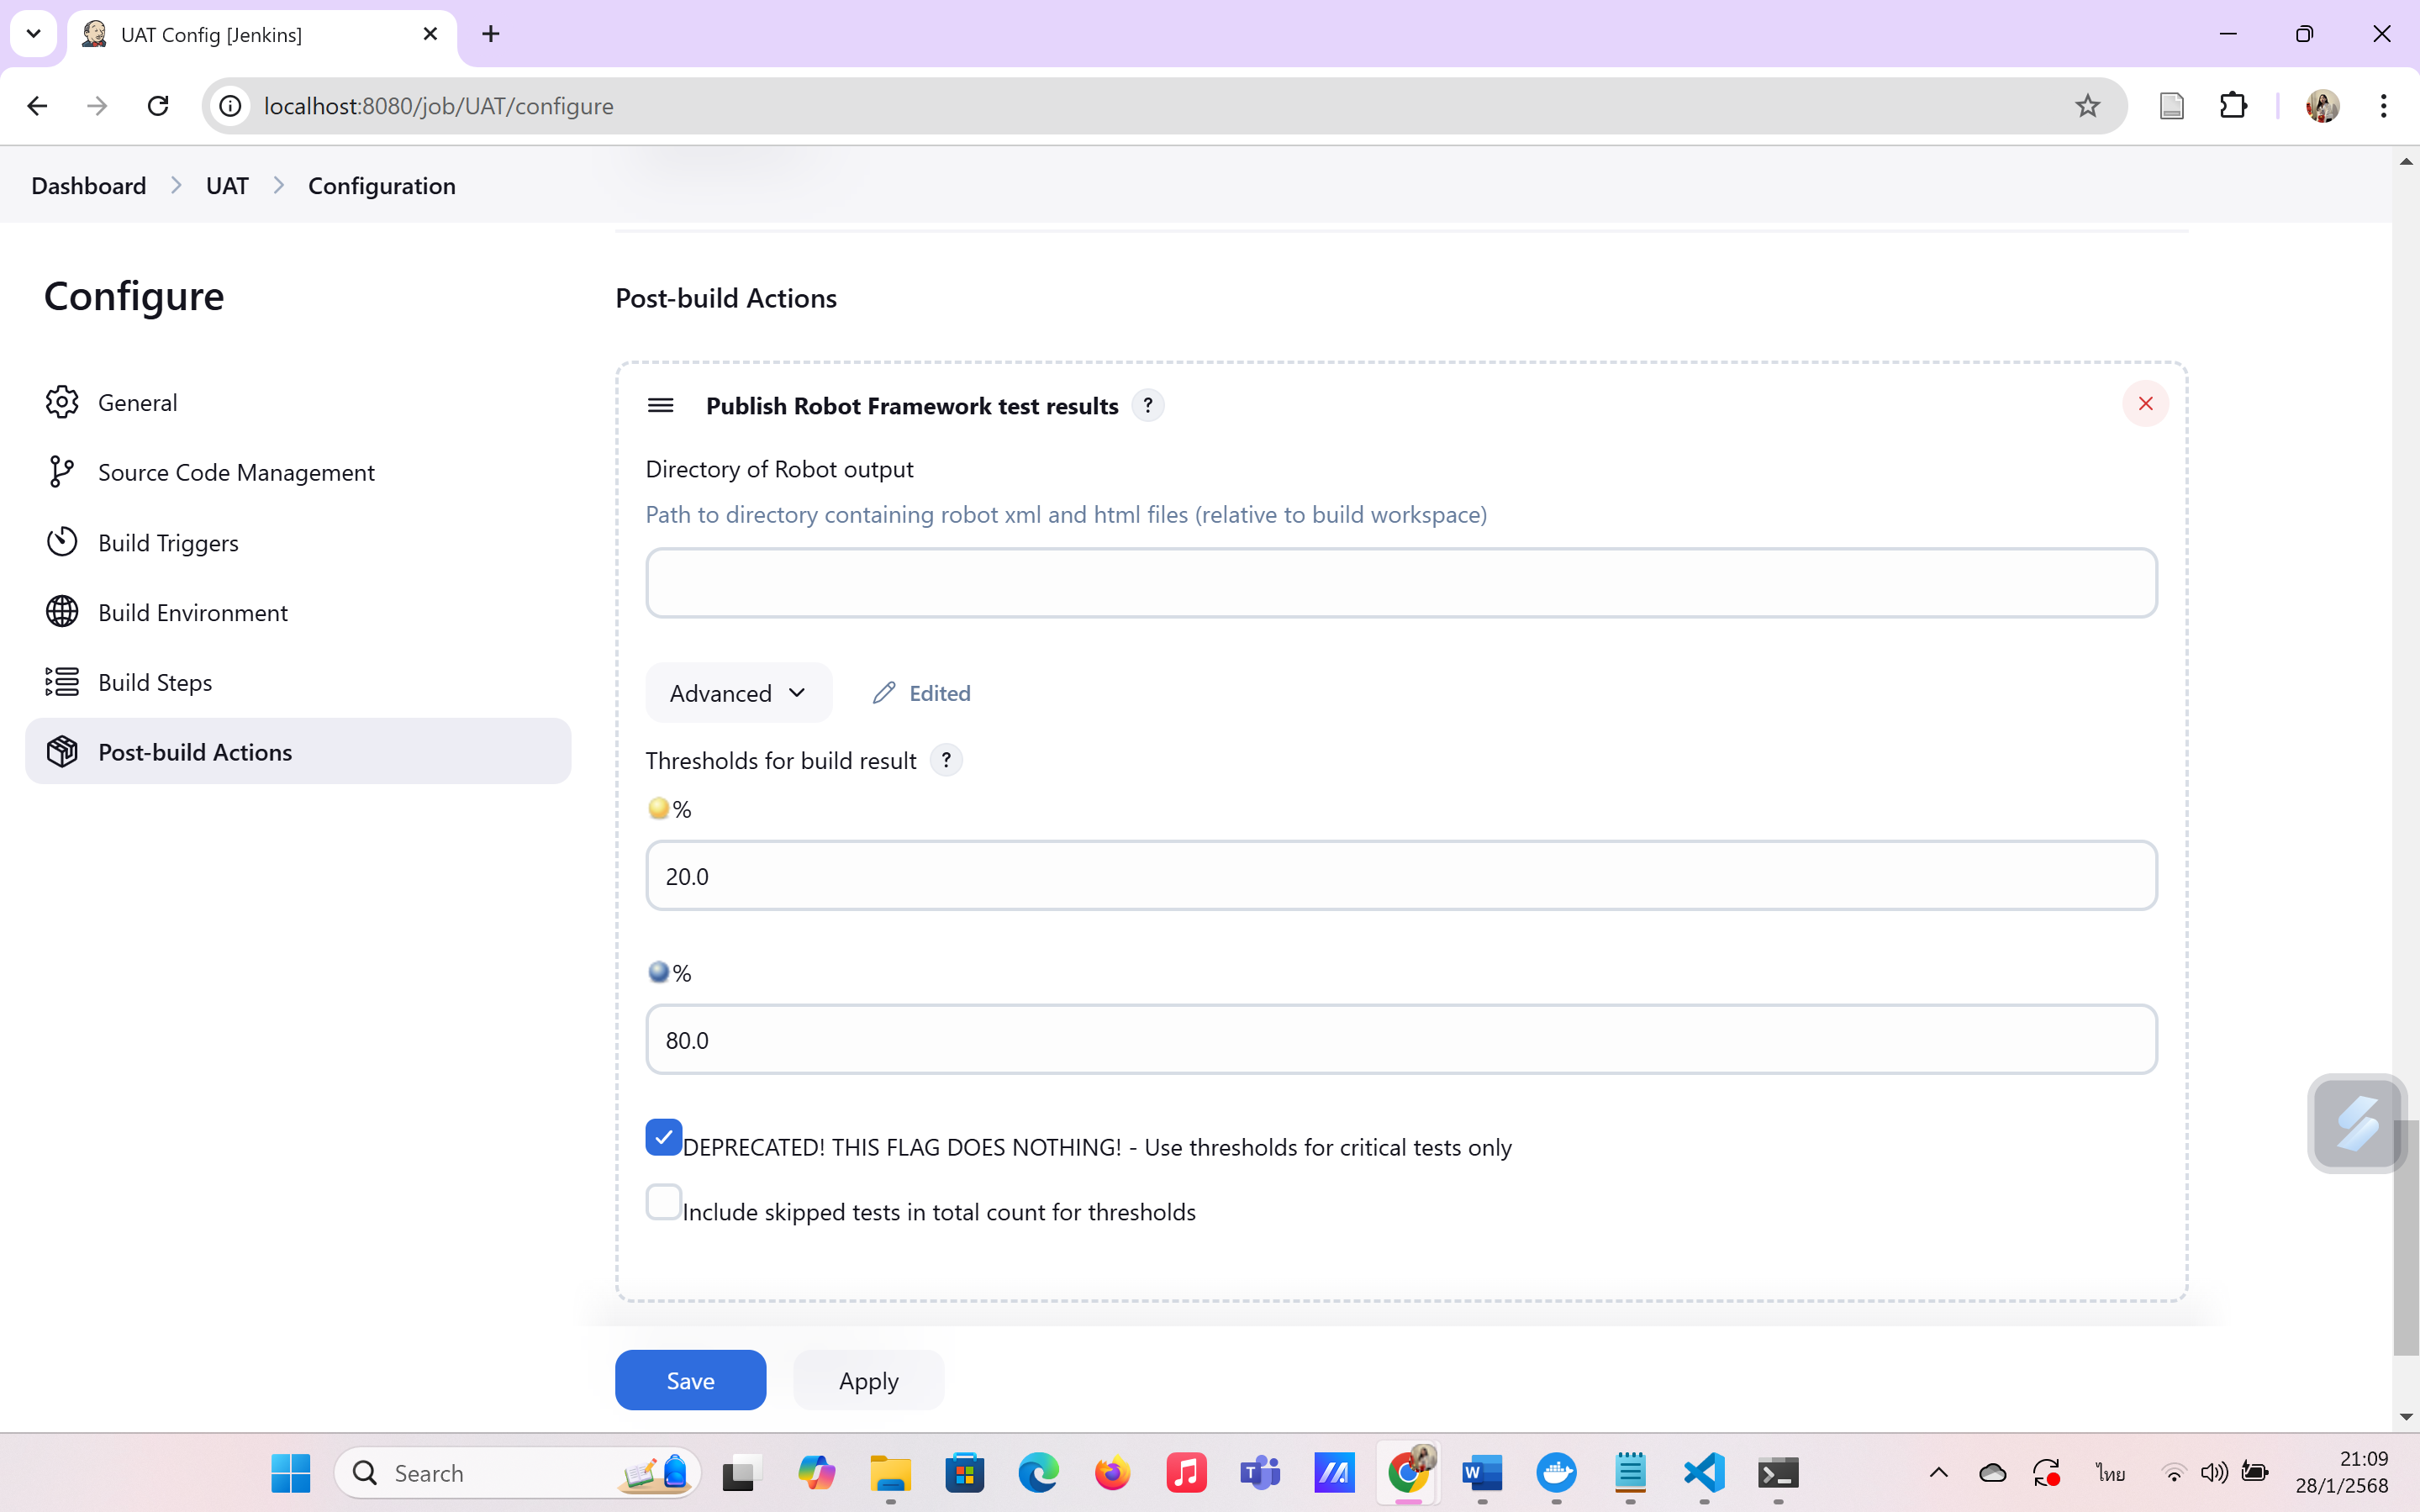 UAT Config [Jenkins]
localhost:8080/job/UAT/configure
Dashboard
UAT
Configuration
Configure
General
Source Code Management
Build Triggers
Build Environment
Build Steps
Post-build Actions
Post-build Actions
Publish Robot Framework test results ?
Directory of Robot output
Path to directory containing robot xml and html files (relative to build workspace)
Advanced
Edited
Thresholds for build result ?
%
20.0
%
80.0
DEPRECATED! THIS FLAG DOES NOTHING! - Use thresholds for critical tests only
Include skipped tests in total count for thresholds
Save
Apply
Search
ไทย
21:09
28/1/2568